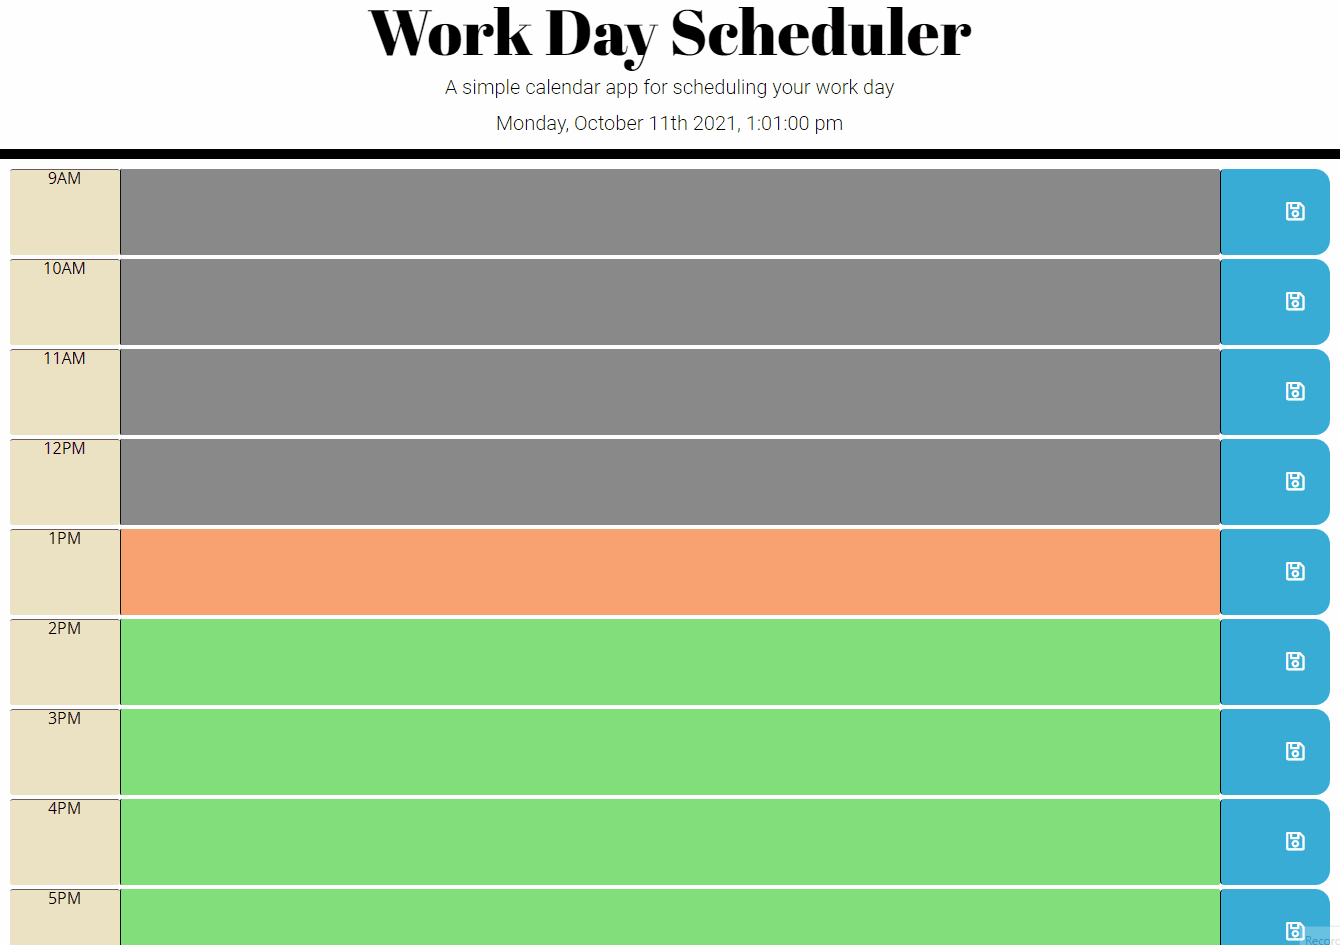 Work Day Scheduler
A simple calendar app for scheduling your work day
Monday, October 11th 2021, 1:01:00 pm
9AM
10AM
11AM
12PM
1PM
2PM
3PM
4PM
5PM